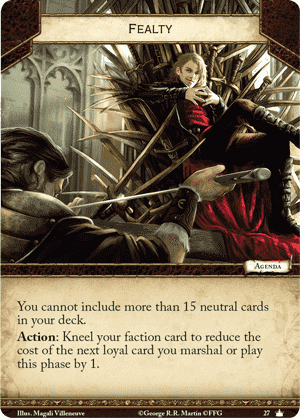 Fealty
Agenda
You cannot include more than 15 neutral cards
in your deck.
Action: Kneel your faction card to reduce the
cost of the next loyal card you marshal or play
this phase by 1.
Illus. Magali Villeneuve ©George R.R. Martin ©FFG 27